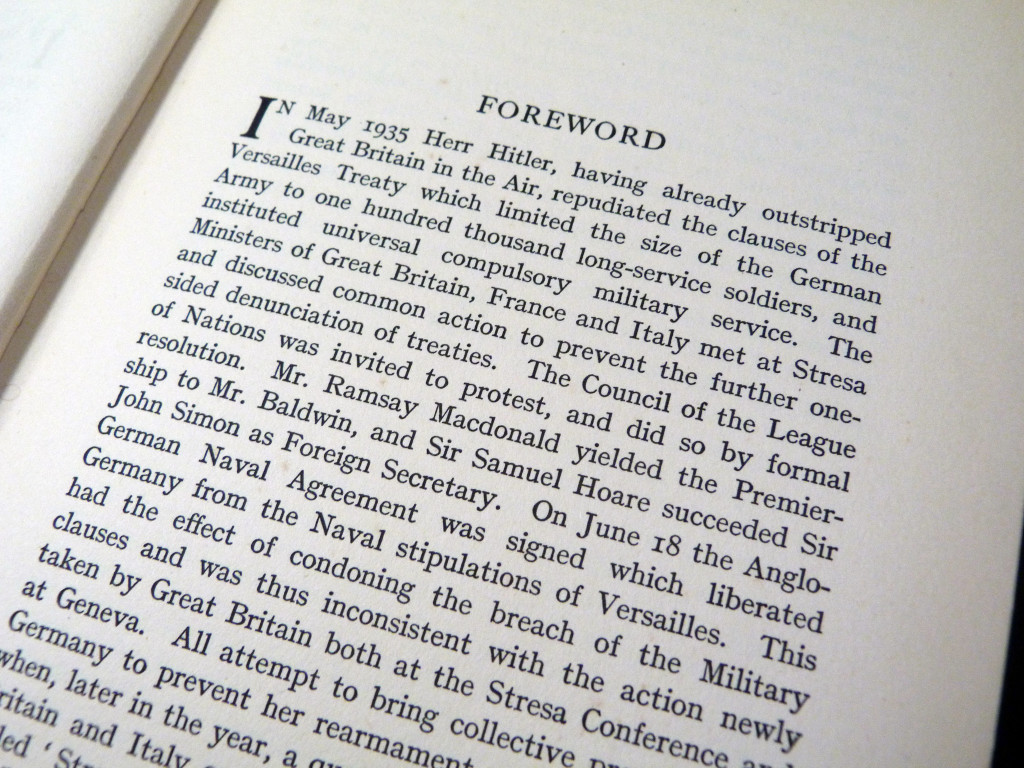 FOREWORD
IN May 1935 Herr Hitler, having already outstripped
Great Britain in the Air, repudiated the clauses of the
Versailles Treaty which limited the size of the German
Army to one hundred thousand long-service soldiers, and
instituted universal compulsory military service. The
Ministers of Great Britain, France and Italy met at Stresa
and discussed common action to prevent the further one-
sided denunciation of treaties. The Council of the League
of Nations was invited to protest, and did so by formal
resolution. Mr. Ramsay Macdonald yielded the Premier-
ship to Mr. Baldwin, and Sir Samuel Hoare succeeded Sir
John Simon as Foreign Secretary. On June 18 the Anglo-
German Naval Agreement was signed which liberated
Germany from the Naval stipulations of Versailles. This
had the effect of condoning the breach of the Military
clauses and was thus inconsistent with the action newly
taken by Great Britain both at the Stresa Conference and
at Geneva. All attempt to bring collective
Germany to prevent her rearmament
when, later in the year, a
ritain and Italy